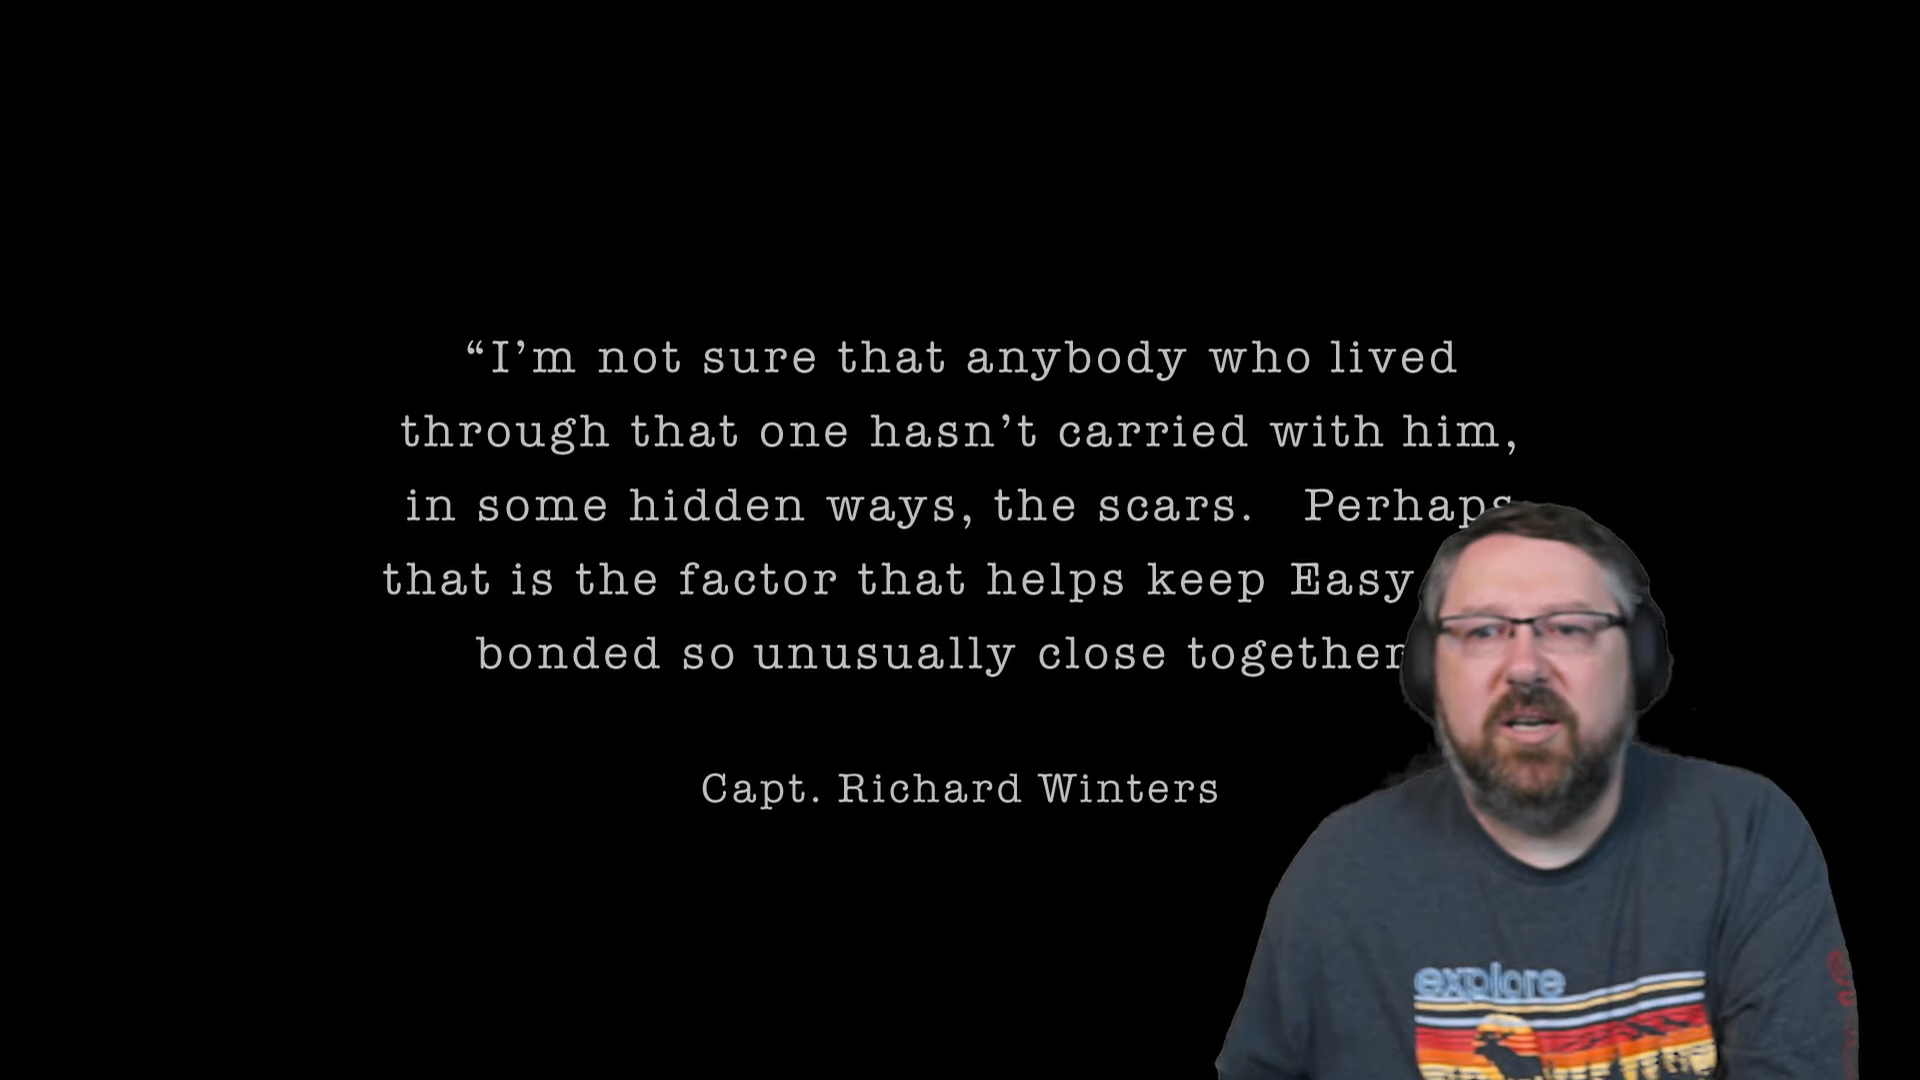 “I’m not sure that anybody who lived
through that one hasn’t carried with him,
in some hidden ways, the scars. Perhaps
that is the factor that helps keep Easy
bonded so unusually close together
Capt. Richard Winters
explore